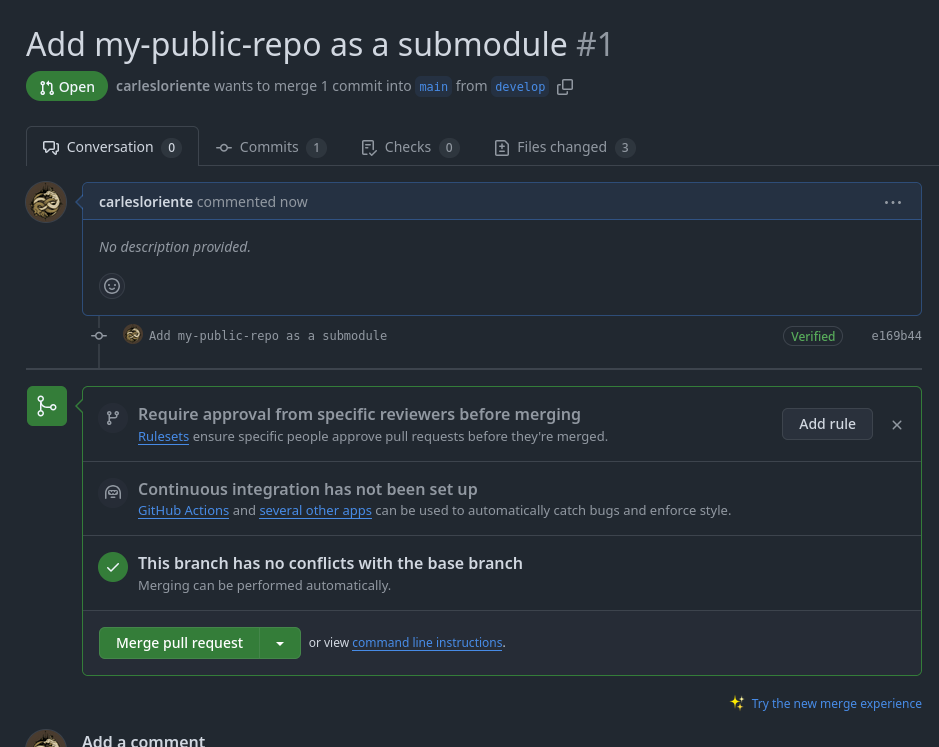 Add my-public-repo as a submodule #1
Open carlesloriente wants to merge 1 commit into main from develop
Conversation 0 Commits 1 Checks 0 Files changed 3
carlesloriente commented now
No description provided.
Add my-public-repo as a submodule Verified e169b44
Require approval from specific reviewers before merging
Rulesets ensure specific people approve pull requests before they're merged.
Add rule
Continuous integration has not been set up
GitHub Actions and several other apps can be used to automatically catch bugs and enforce style.
This branch has no conflicts with the base branch
Merging can be performed automatically.
Merge pull request or view command line instructions.
Try the new merge experience
Add a comment